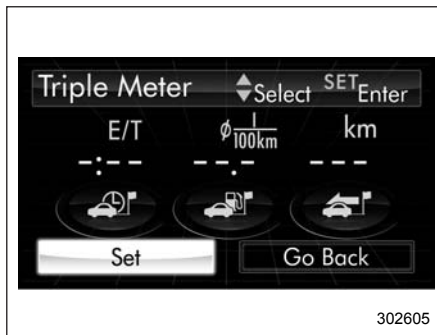 Triple Meter Select SET Enter
E/T ø l/100km km
-:-- --.- ---
Set Go Back
302605